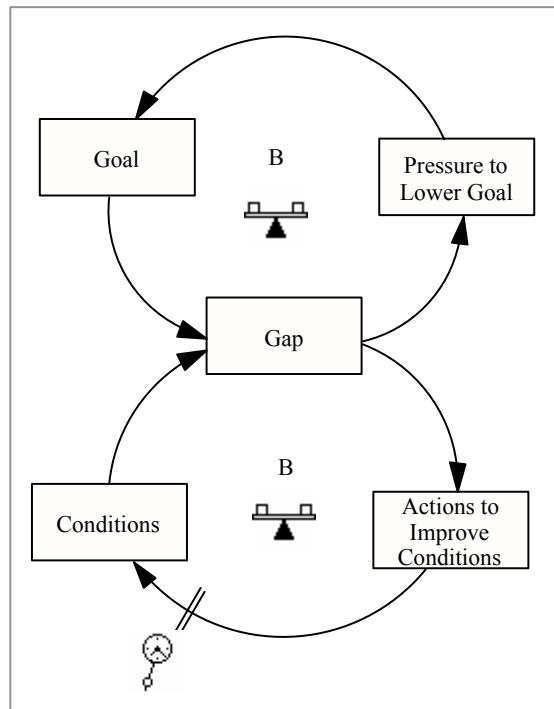 Goal
B
Pressure to
Lower Goal
Gap
B
Conditions
Actions to
Improve
Conditions